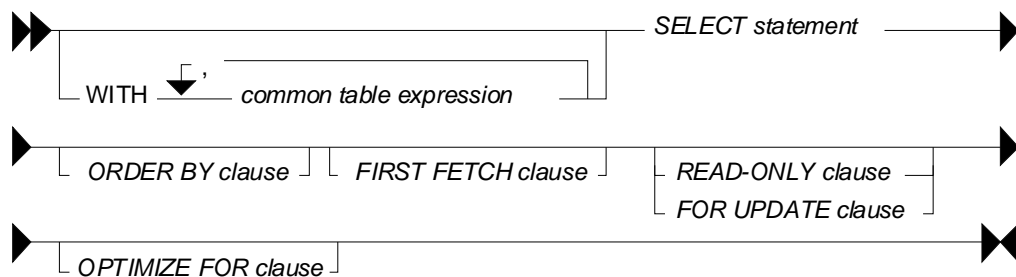 SELECT statement
,
WITH common table expression
ORDER BY clause FIRST FETCH clause READ-ONLY clause
FOR UPDATE clause
OPTIMIZE FOR clause